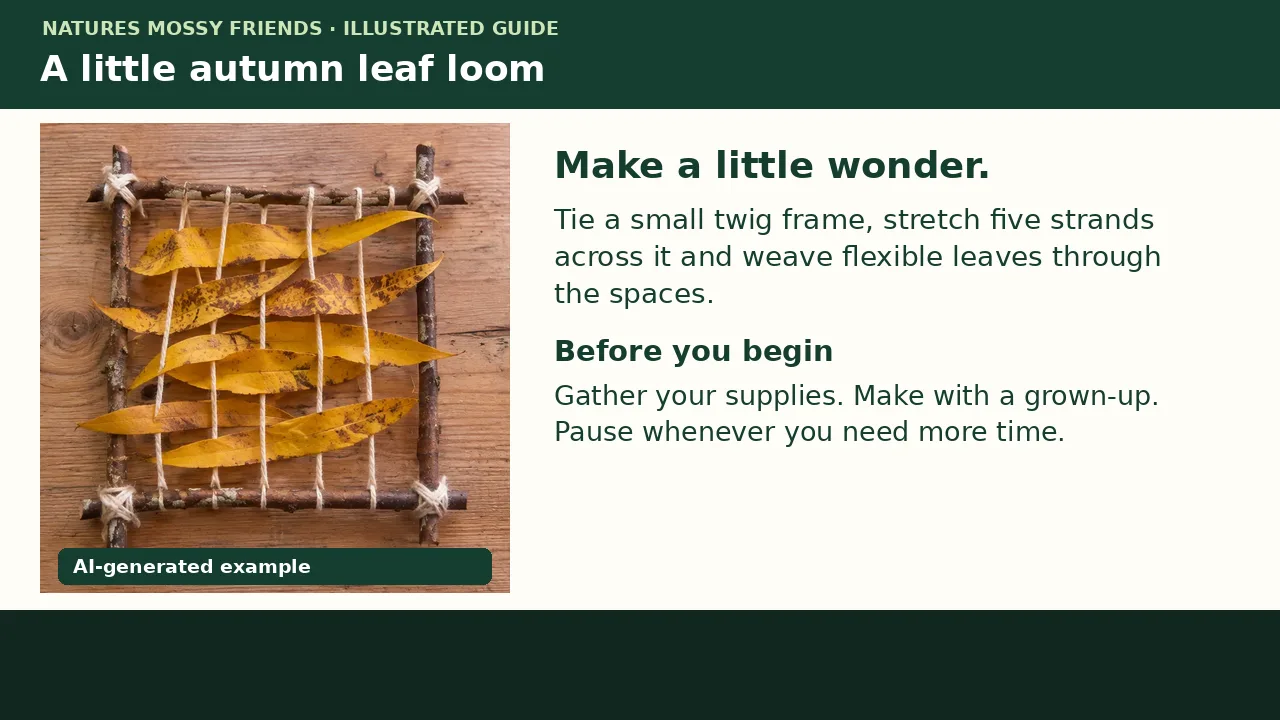 NATURES MOSSY FRIENDS · ILLUSTRATED GUIDE
A little autumn leaf loom
Make a little wonder.
Tie a small twig frame, stretch five strands
across it and weave flexible leaves through
the spaces.
Before you begin
Gather your supplies. Make with a grown-up.
Pause whenever you need more time.
AI-generated example